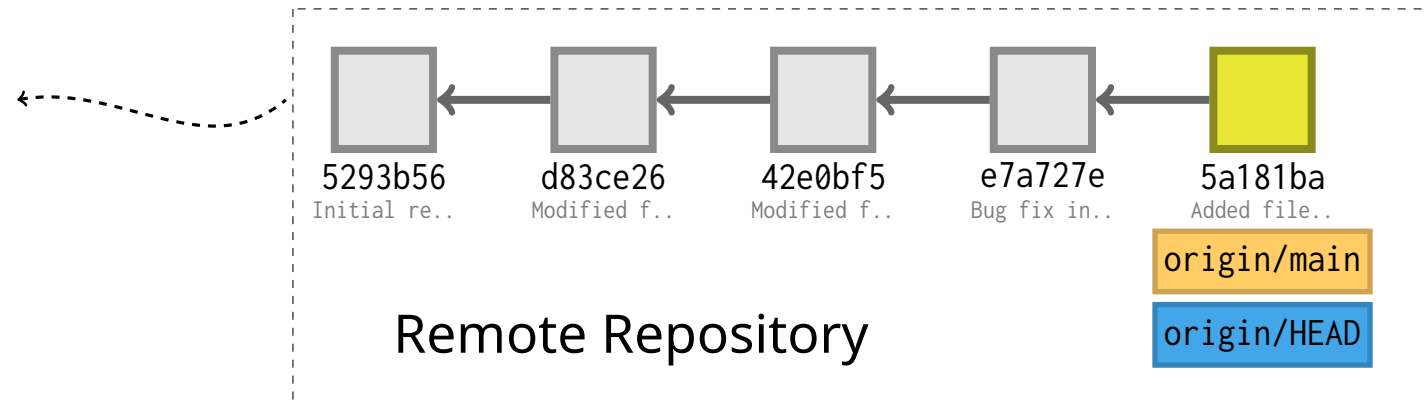 5293b56 d83ce26 42e0bf5 e7a727e 5a181ba
Initial re.. Modified f.. Modified f.. Bug fix in.. Added file..
origin/main
Remote Repository
origin/HEAD